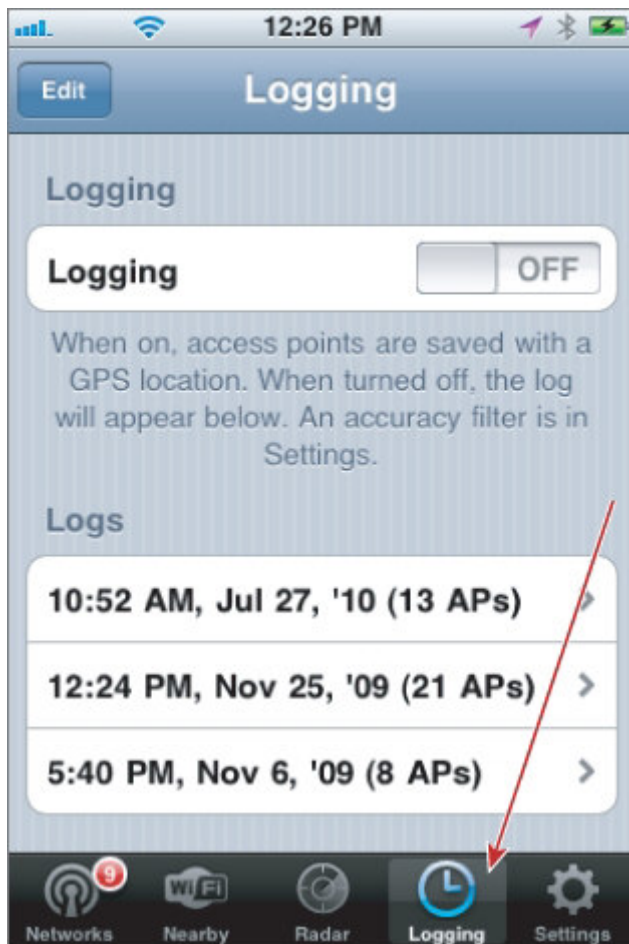 12:26 PM
Edit
Logging
Logging
Logging
OFF
When on, access points are saved with a
GPS location. When turned off, the log
will appear below. An accuracy filter is in
Settings.
Logs
10:52 AM, Jul 27, '10 (13 APs)
12:24 PM, Nov 25, '09 (21 APs)
5:40 PM, Nov 6, '09 (8 APs)
9
WiFi
Networks
Nearby
Radar
Logging
Settings